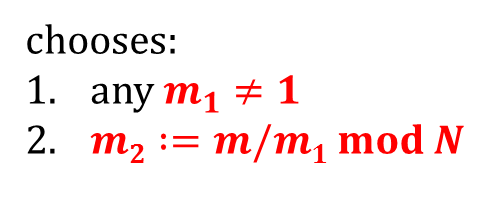 chooses:
1. any m₁ ≠ 1
2. m₂ := m/m₁ mod N